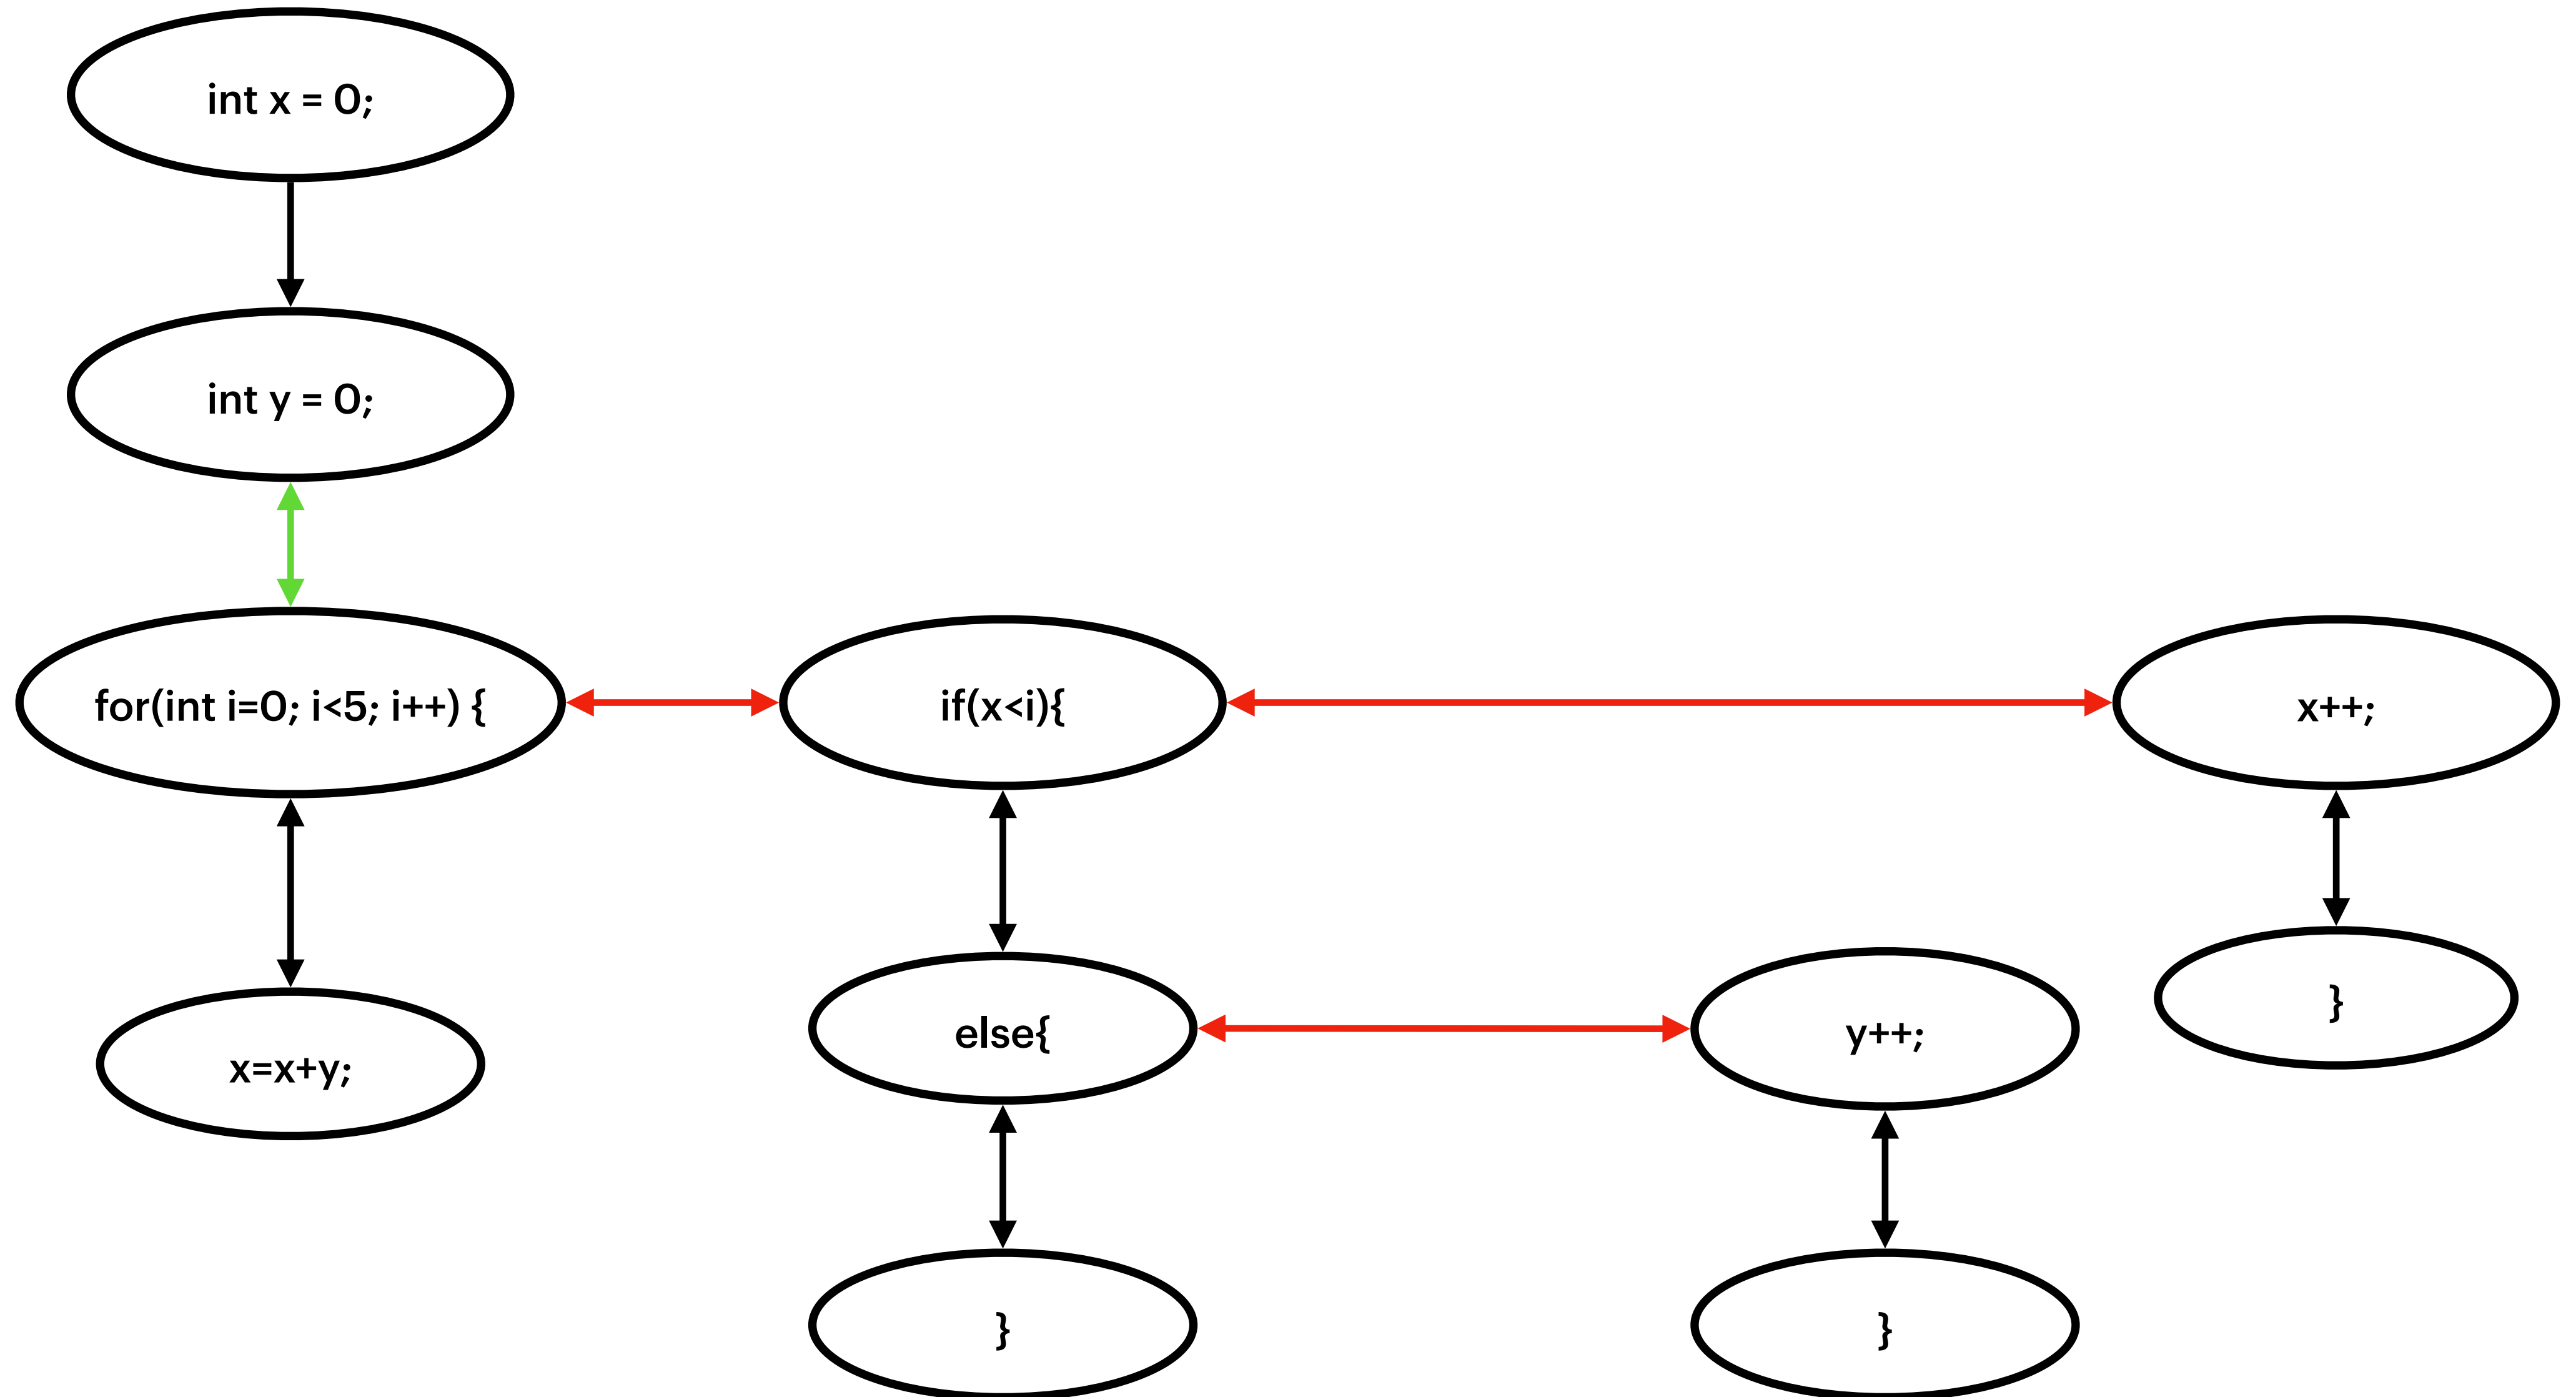 int x = 0;
int y = 0;
for(int i=0; i<5; i++) {
if(x<i){
x++;
}
else{
y++;
}
}
x=x+y;